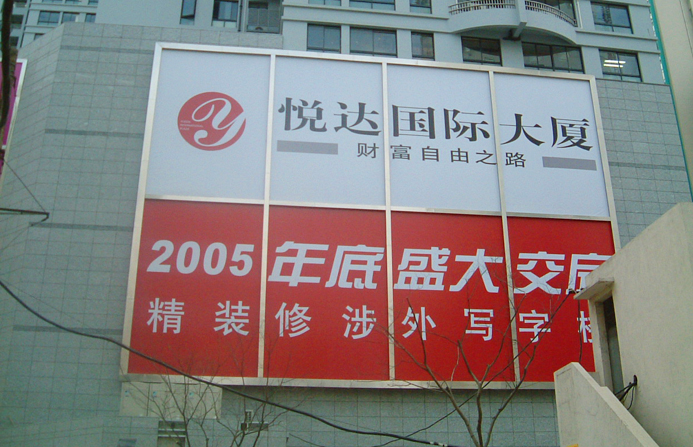 悦达国际大厦
财富自由之路
2005年底盛大交
精装修涉外写字